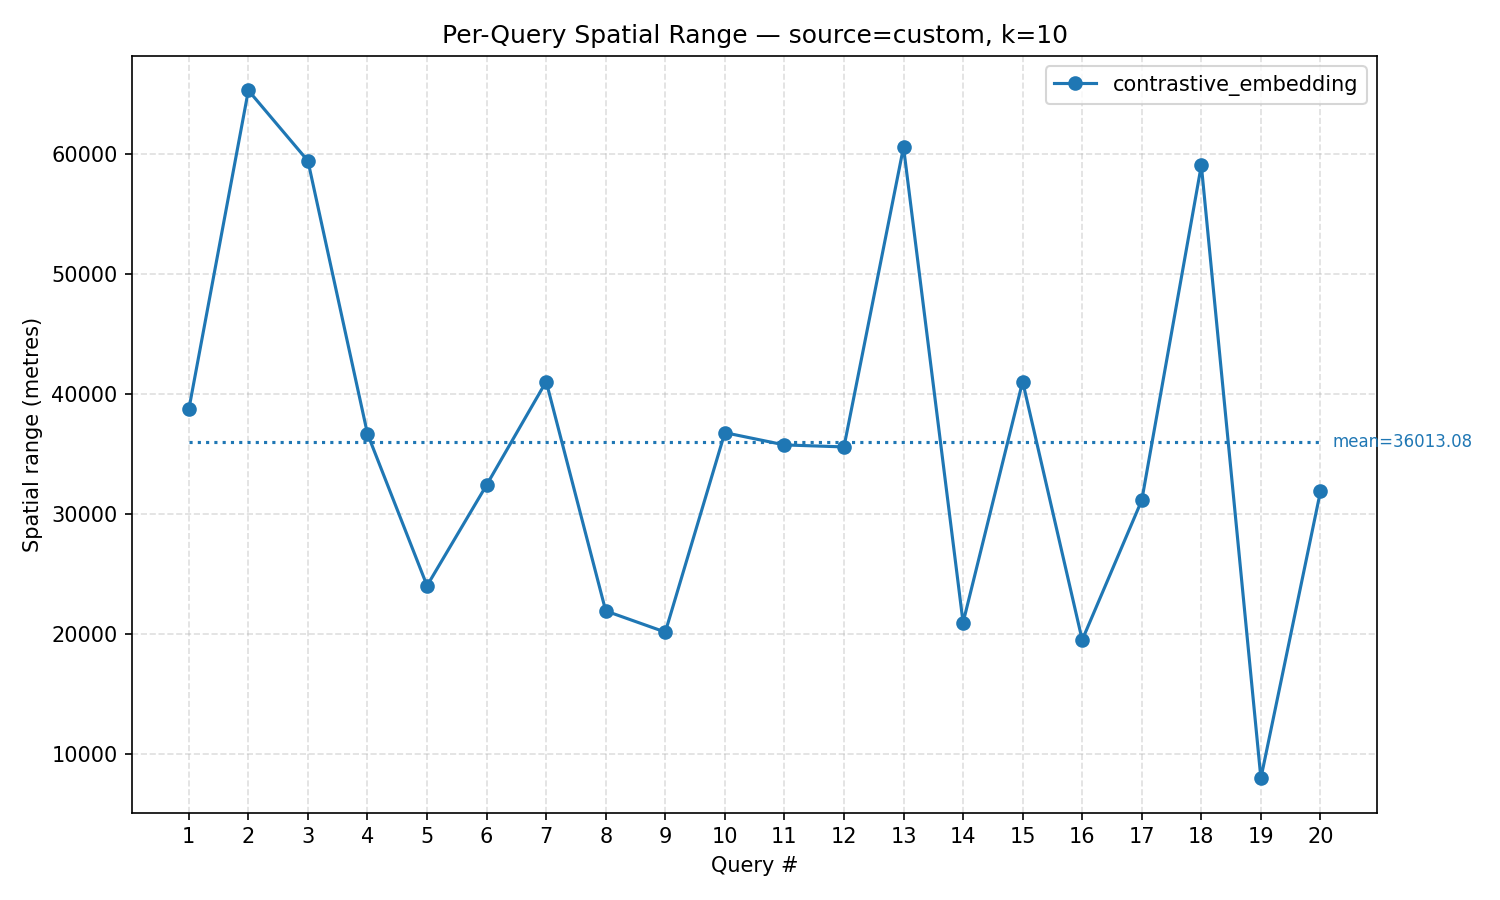 Per-Query Spatial Range — source=custom, k=10
contrastive_embedding
60000
50000
40000
30000
20000
10000
Spatial range (metres)
mean=36013.08
1 2 3 4 5 6 7 8 9 10 11 12 13 14 15 16 17 18 19 20
Query #